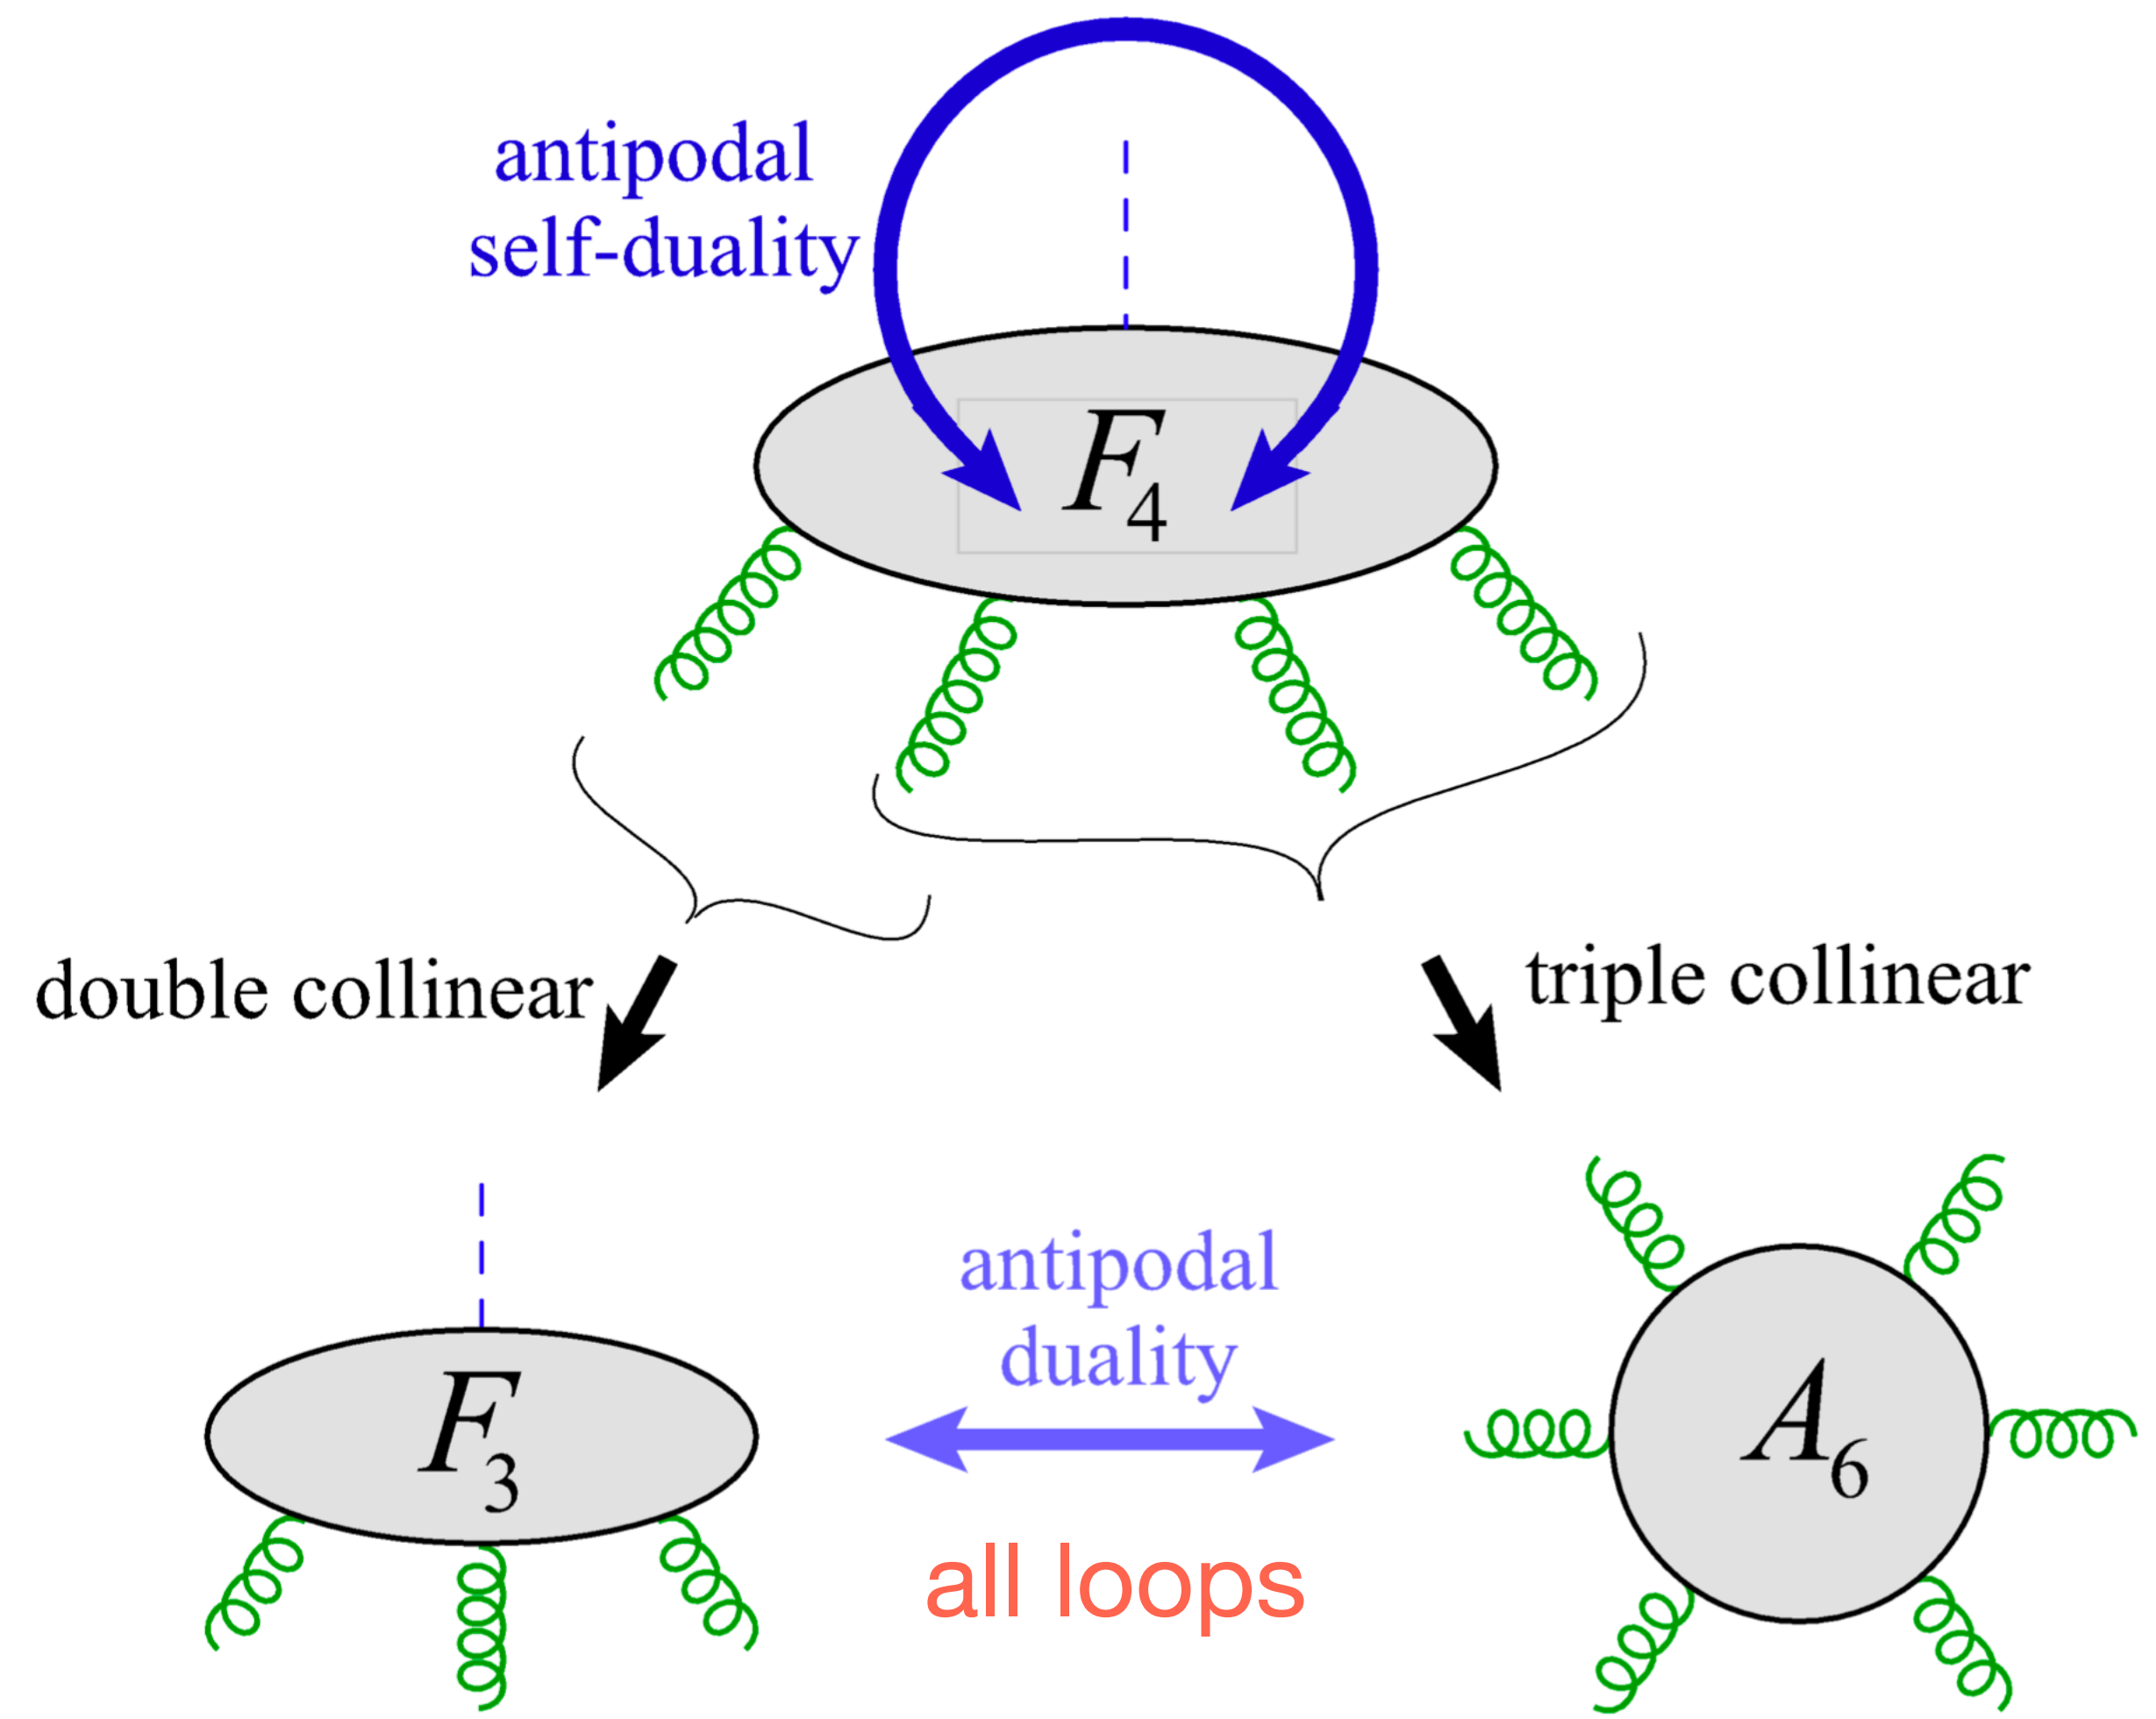 antipodal
self-duality
F4
double collinear
triple collinear
antipodal
duality
F3
A6
all loops